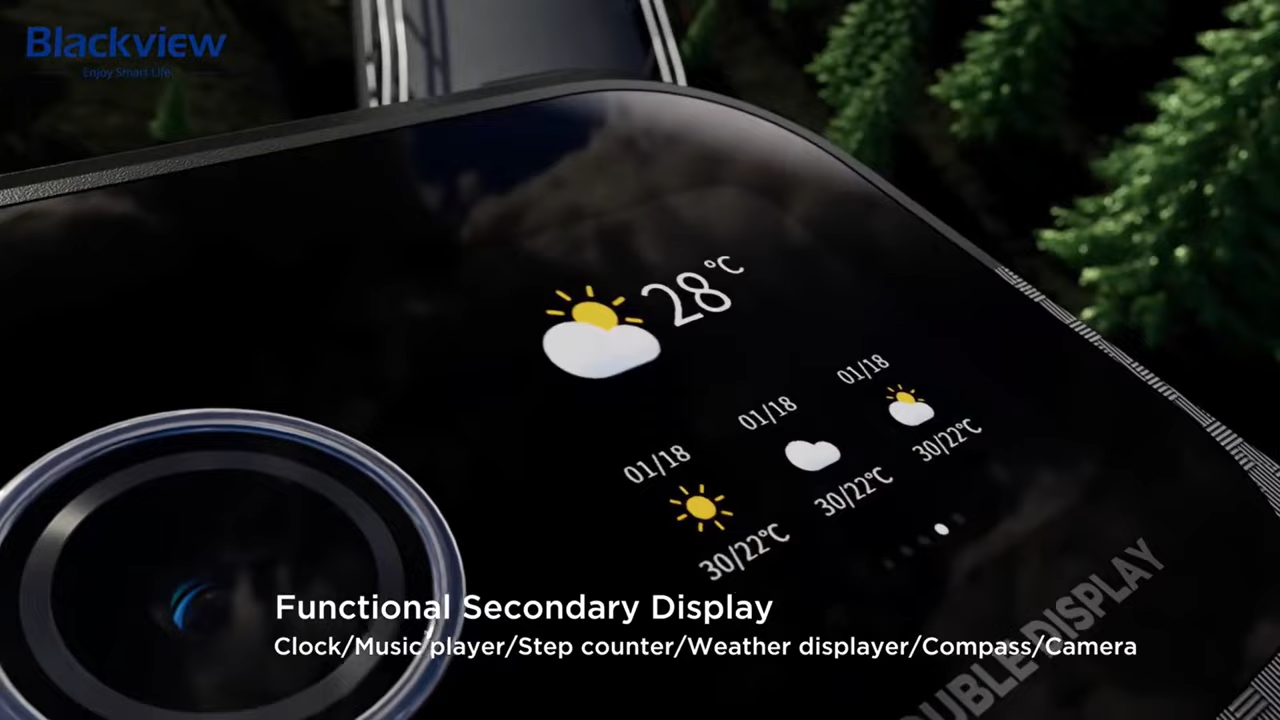 Blackview
Enjoy Smart Life
28°C
01/18
01/18
01/18
30/22°C
30/22°C
30/22°C
Functional Secondary Display
Clock/Music player/Step counter/Weather displayer/Compass/Camera
DOUBLE DISPLAY